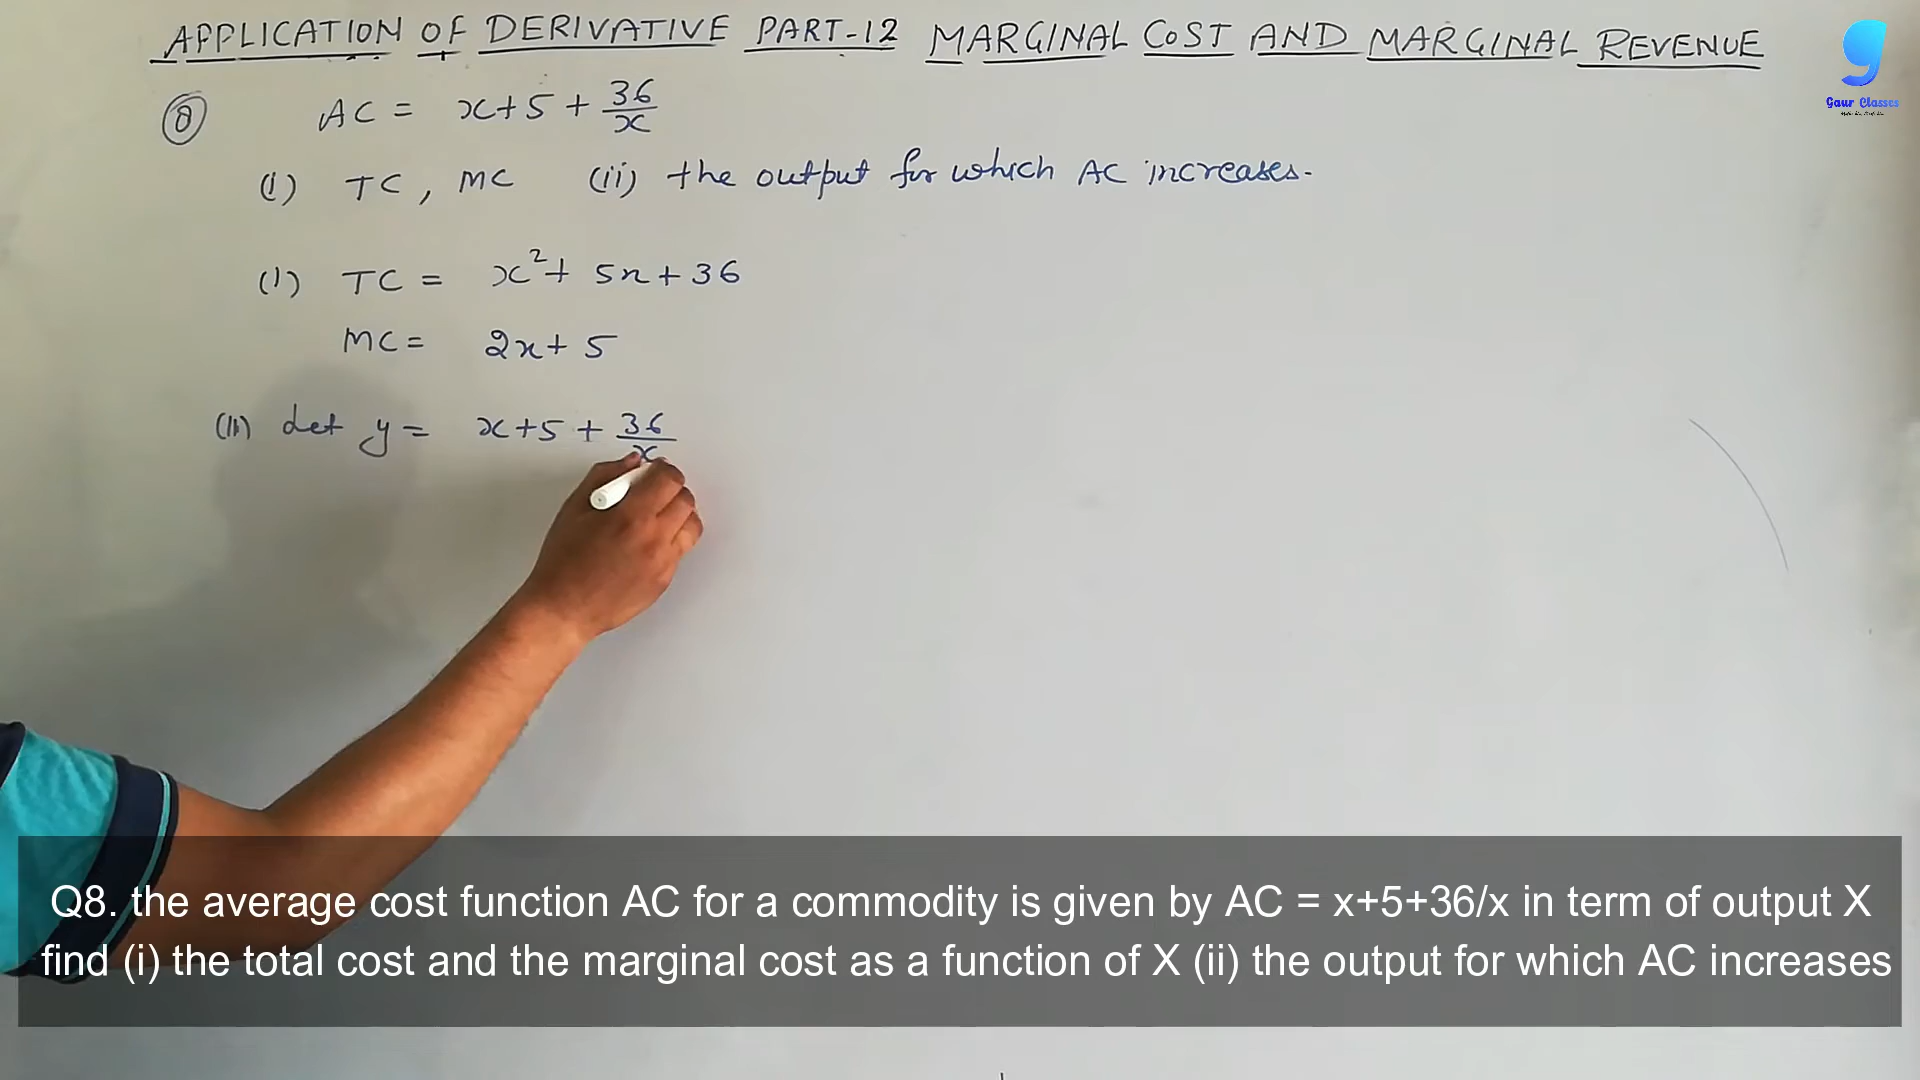 APPLICATION OF DERIVATIVE PART-12 MARGINAL COST AND MARGINAL REVENUE
Gaur Classes
8 AC = x+5+36/x
(i) TC, MC (ii) the output for which AC increases.
(i) TC = x²+ 5x+36
MC= 2x+5
(ii) Let y= x+5+36/x
Q8. the average cost function AC for a commodity is given by AC = x+5+36/x in term of output X
find (i) the total cost and the marginal cost as a function of X (ii) the output for which AC increases